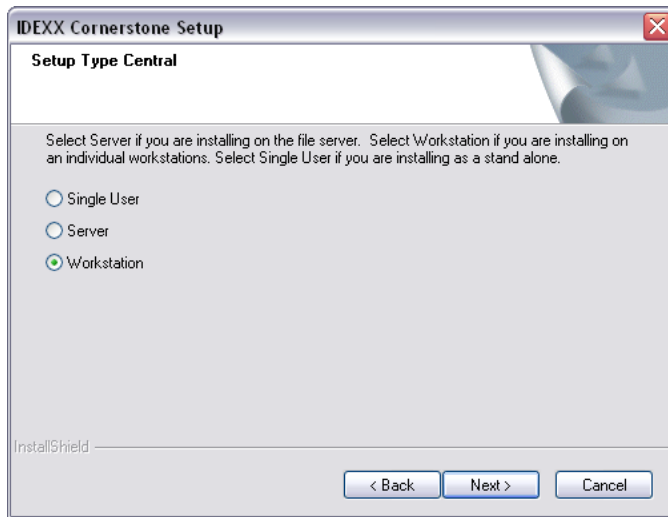 IDEXX Cornerstone Setup
Setup Type Central
Select Server if you are installing on the file server. Select Workstation if you are installing on
an individual workstations. Select Single User if you are installing as a stand alone.
Single User
Server
Workstation
InstallShield
< Back Next > Cancel